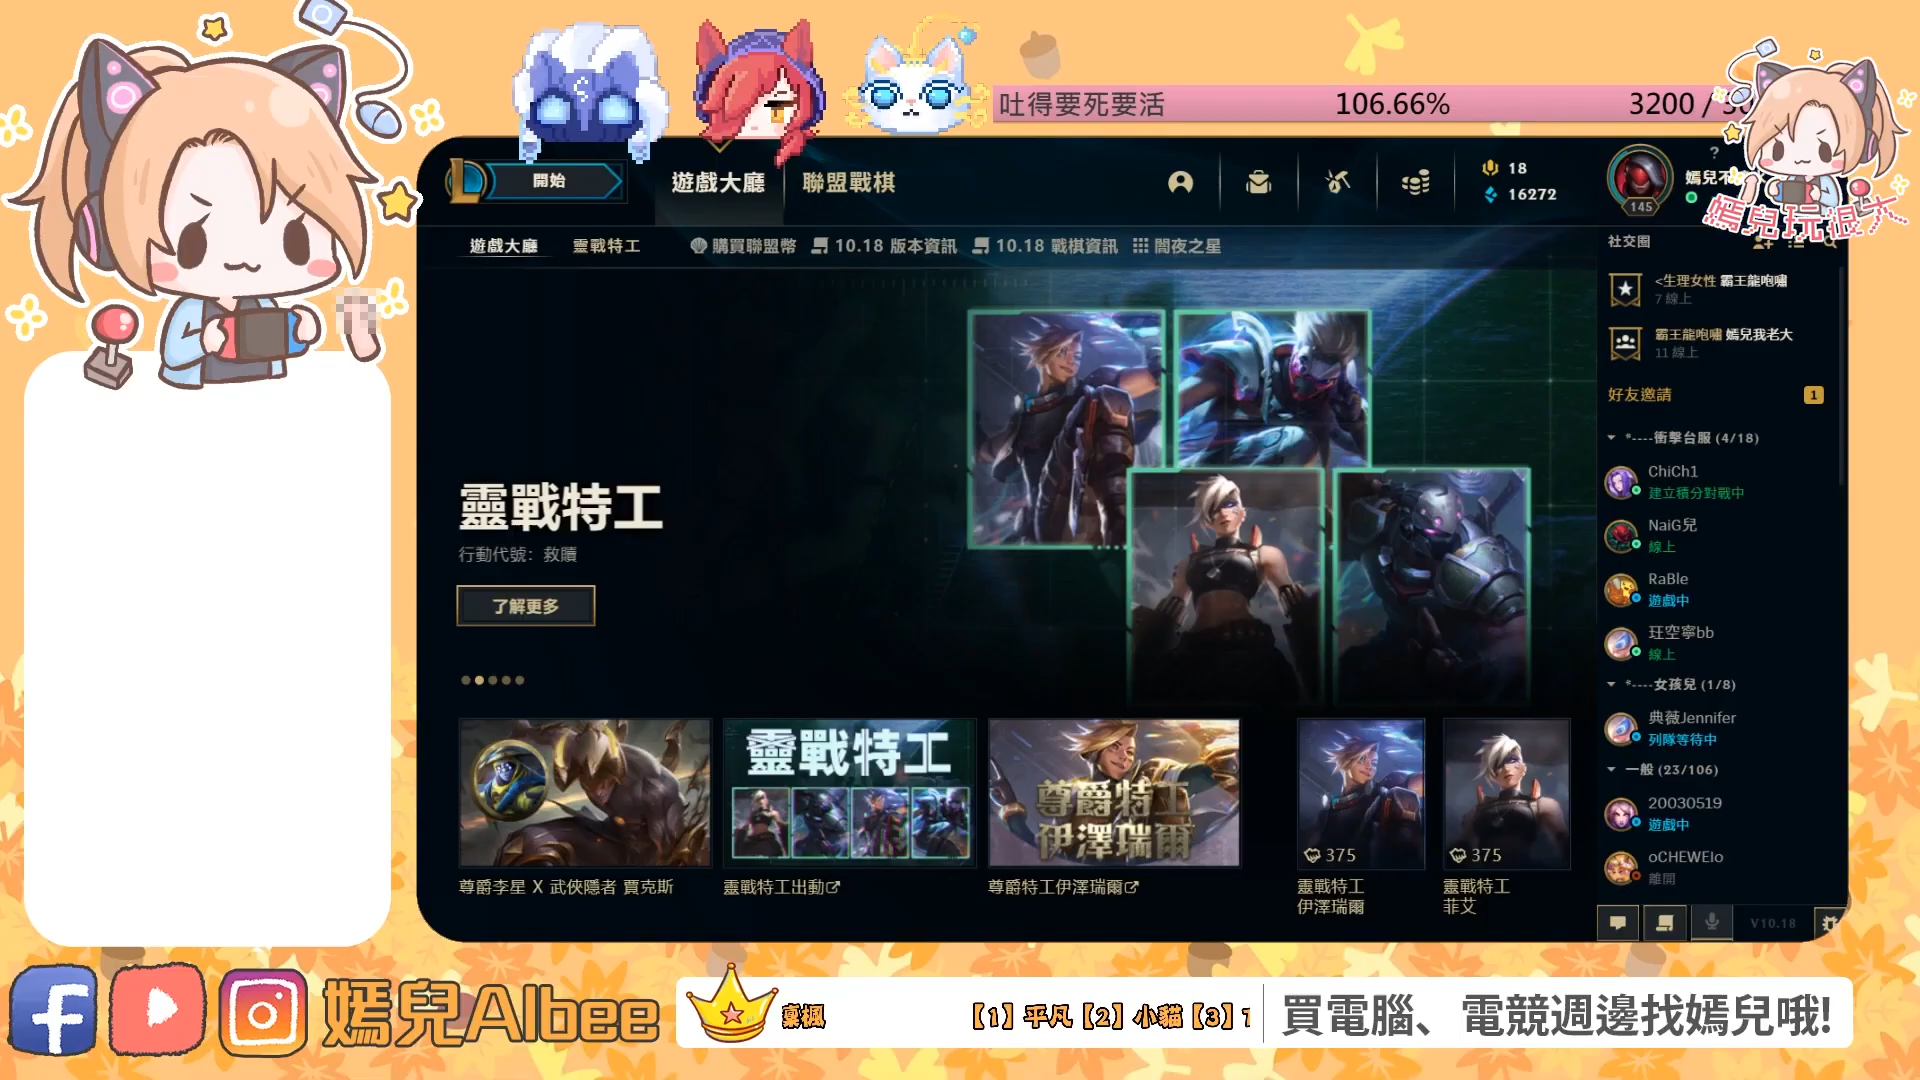 吐得要死要活 106.66% 3200 /
開始
遊戲大廳 聯盟戰棋
18
16272
145
?
嫣兒玩很大
遊戲大廳 靈戰特工 購買聯盟幣 10.18 版本資訊 10.18 戰棋資訊 闇夜之星
社交圈
<生理女性 霸王龍咆嘯
7 線上
霸王龍咆嘯 嫣兒我老大
11 線上
好友邀請 1
*----衝擊台服 (4/18)
ChiCh1
建立積分對戰中
NaiG兒
線上
RaBle
遊戲中
玨空寧bb
線上
*----女孩兒 (1/8)
典薇Jennifer
列隊等待中
一般 (23/106)
20030519
遊戲中
oCHEWEIo
離開
V10.18
靈戰特工
行動代號：救贖
了解更多
靈戰特工
尊爵特工
伊澤瑞爾
375
375
尊爵李星 X 武俠隱者 賈克斯
靈戰特工出動
尊爵特工伊澤瑞爾
靈戰特工
伊澤瑞爾
靈戰特工
菲艾
嫣兒Albee
【1】平凡【2】小貓【3】
買電腦、電競週邊找嫣兒哦!